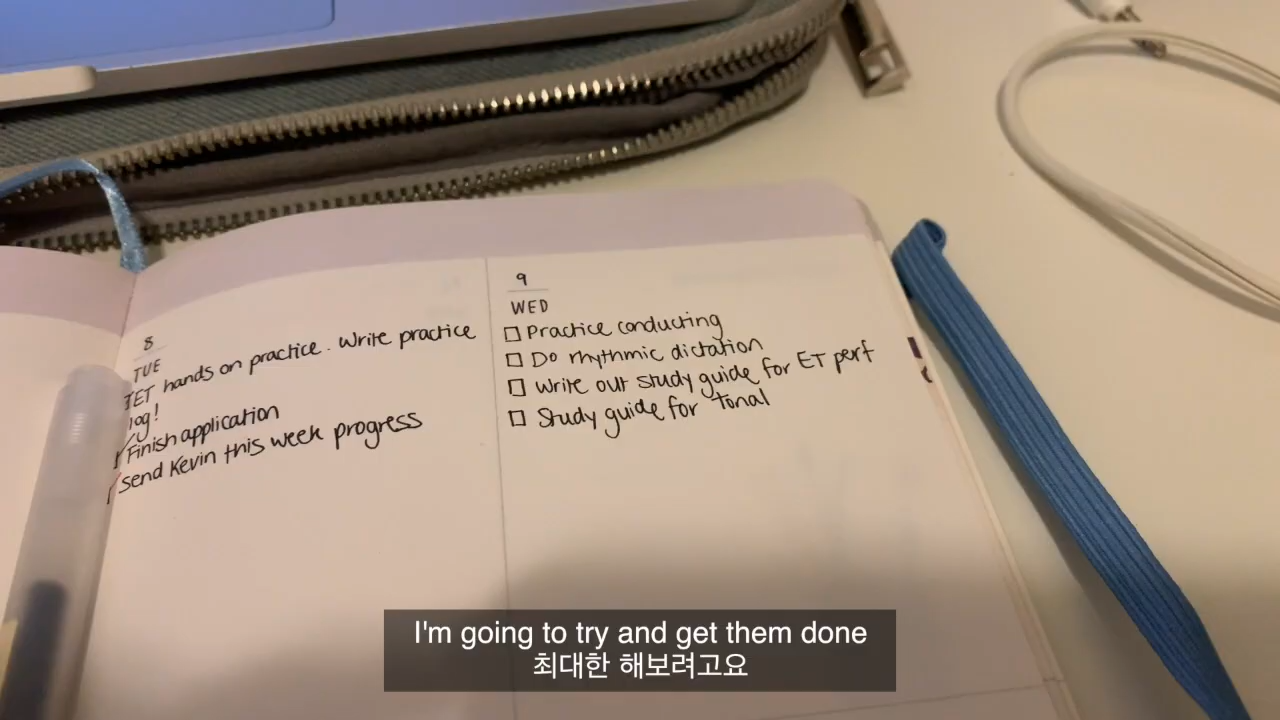 8
TUE
TET hands on practice. Write practice
log!
Finish application
Send Kevin this week progress
9
WED
Practice conducting
Do rhythmic dictation
Write out study guide for ET perf
Study guide for Tonal
I'm going to try and get them done
최대한 해보려고요